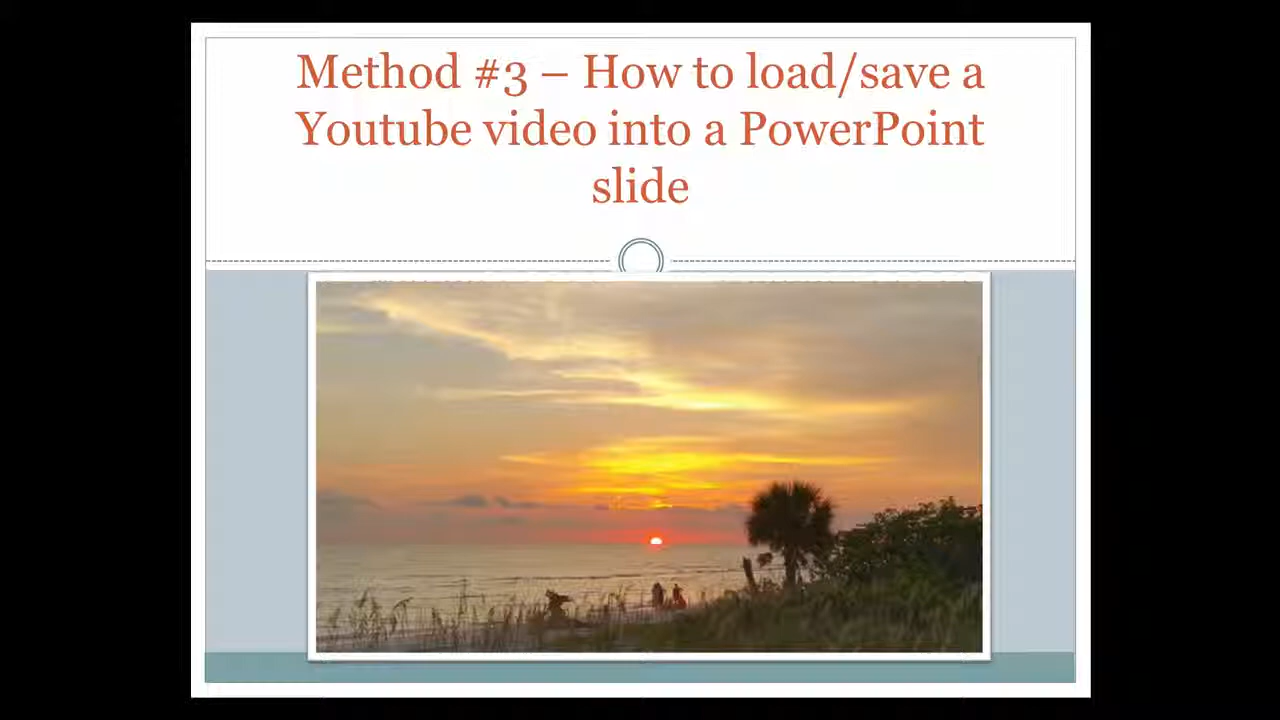 Method #3 – How to load/save a
Youtube video into a PowerPoint
slide